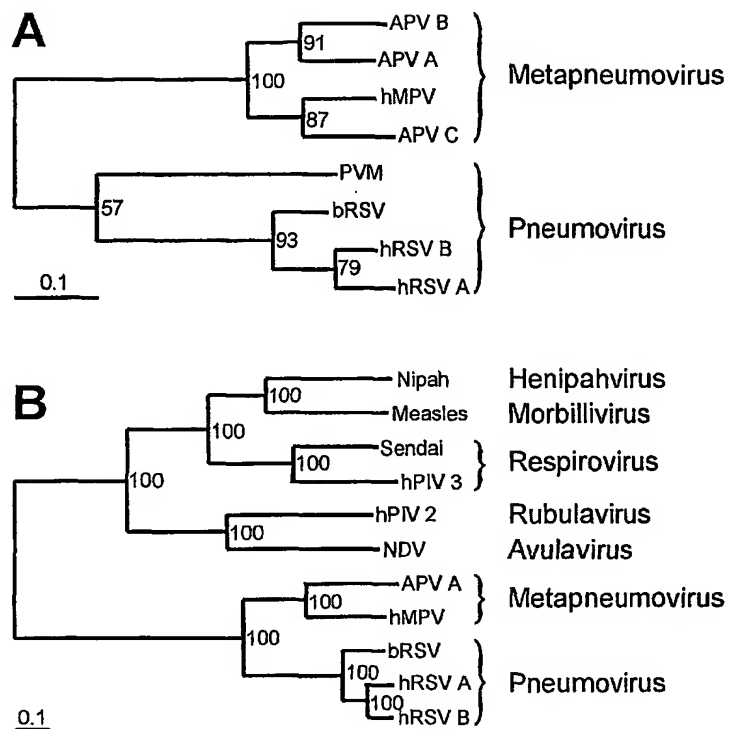 A
APV B
91
APV A
100
hMPV
87
APV C
Metapneumovirus
PVM
57
bRSV
93
hRSV B
79
hRSV A
Pneumovirus
0.1
B
Nipah
Henipahvirus
100
Measles
Morbillivirus
100
Sendai
100
hPIV 3
Respirovirus
100
hPIV 2
Rubulavirus
100
NDV
Avulavirus
APV A
100
hMPV
Metapneumovirus
100
bRSV
100
hRSV A
100
hRSV B
Pneumovirus
0.1